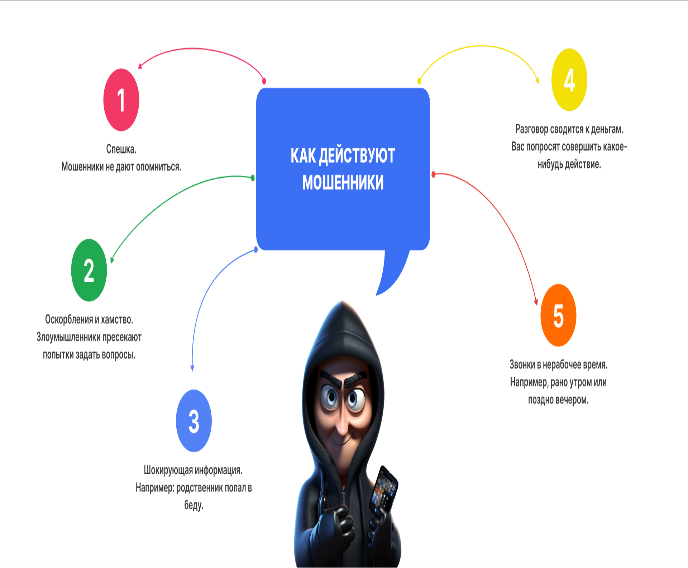 КАК ДЕЙСТВУЮТ
МОШЕННИКИ
1
Спешка.
Мошенники не дают опомниться.
2
Оскорбления и хамство.
Злоумышленники пресекают
попытки задать вопросы.
3
Шокирующая информация.
Например: родственник попал в
беду.
4
Разговор сводится к деньгам.
Вас попросят совершить какое-
нибудь действие.
5
Звонки в нерабочее время.
Например, рано утром или
поздно вечером.